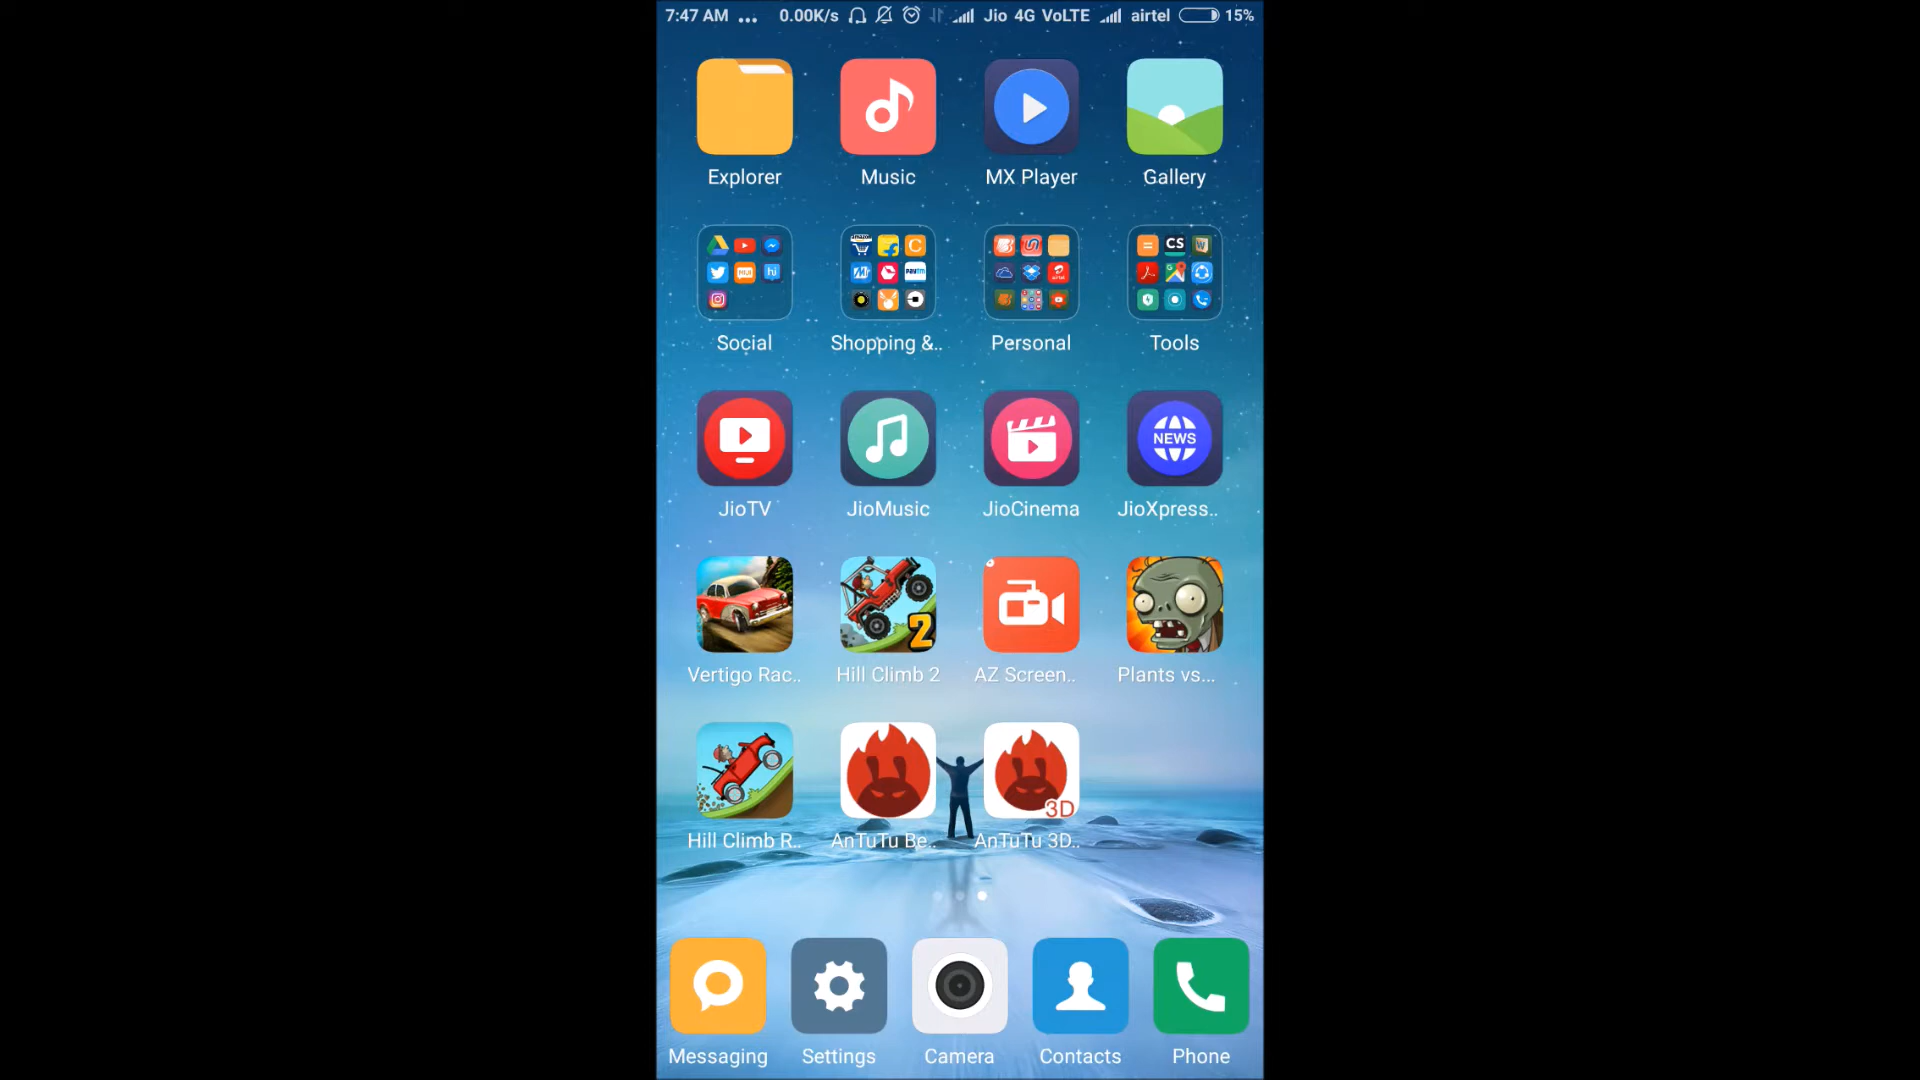 7:47 AM ... 0.00K/s Jio 4G VoLTE airtel 15%
Explorer Music MX Player Gallery
CS
Social Shopping &.. Personal Tools
NEWS
JioTV JioMusic JioCinema JioXpress..
2
Vertigo Rac.. Hill Climb 2 AZ Screen.. Plants vs...
3D
Hill Climb R.. AnTuTu Be.. AnTuTu 3D..
Messaging Settings Camera Contacts Phone